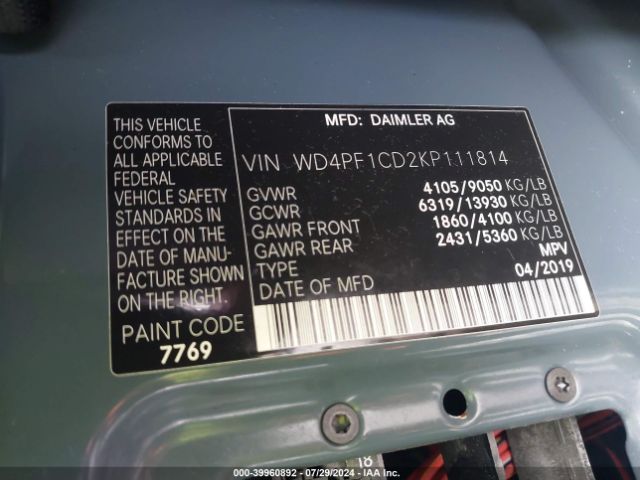 THIS VEHICLE
CONFORMS TO
ALL APPLICABLE
FEDERAL
VEHICLE SAFETY
STANDARDS IN
EFFECT ON THE
DATE OF MANU-
FACTURE SHOWN
ON THE RIGHT.
PAINT CODE
7769
MFD: DAIMLER AG
VIN WD4PF1CD2KP111814
GVWR 4105/9050 KG/LB
GCWR 6319/13930 KG/LB
GAWR FRONT 1860/4100 KG/LB
GAWR REAR 2431/5360 KG/LB
TYPE MPV
DATE OF MFD 04/2019
18
000-39960892 / 07/29/2024 / IAA Inc.